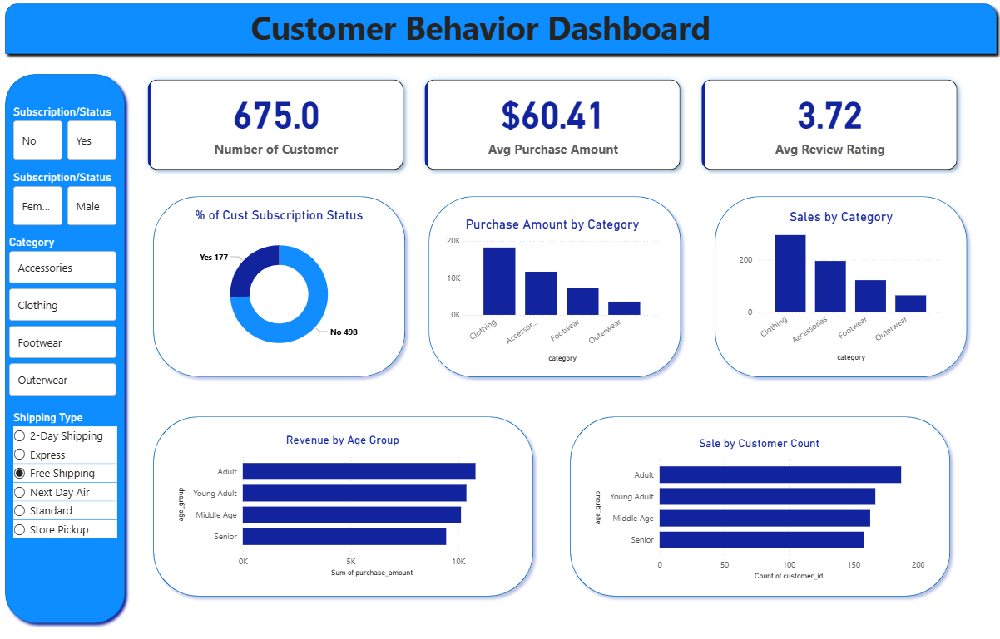 Customer Behavior Dashboard
Subscription/Status
No Yes
Subscription/Status
Fem... Male
Category
Accessories
Clothing
Footwear
Outerwear
Shipping Type
2-Day Shipping
Express
Free Shipping
Next Day Air
Standard
Store Pickup
675.0
Number of Customer
$60.41
Avg Purchase Amount
3.72
Avg Review Rating
% of Cust Subscription Status
Yes 177
No 498
Purchase Amount by Category
20K
10K
0K
Clothing Accessor... Footwear Outerwear
category
Sales by Category
200
0
Clothing Accessories Footwear Outerwear
category
Revenue by Age Group
age_group
Adult
Young Adult
Middle Age
Senior
0K 5K 10K
Sum of purchase_amount
Sale by Customer Count
age_group
Adult
Young Adult
Middle Age
Senior
0 50 100 150 200
Count of customer_id